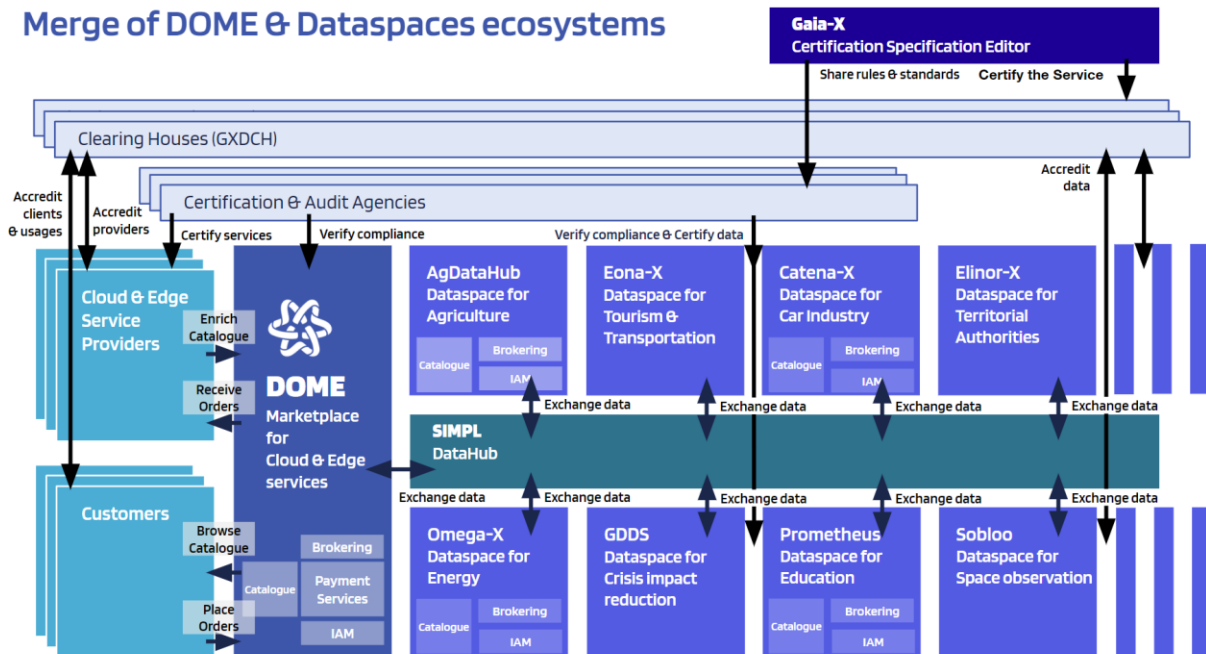 Merge of DOME & Dataspaces ecosystems
Gaia-X
Certification Specification Editor
Share rules & standards
Certify the Service
Clearing Houses (GXDCH)
Accredit
clients
& usages
Accredit
providers
Accredit
data
Certification & Audit Agencies
Certify services
Verify compliance
Verify compliance & Certify data
Cloud & Edge
Service
Providers
Enrich
Catalogue
Receive
Orders
DOME
Marketplace
for
Cloud & Edge
services
AgDataHub
Dataspace for
Agriculture
Catalogue
Brokering
IAM
Eona-X
Dataspace for
Tourism &
Transportation
Catena-X
Dataspace for
Car Industry
Catalogue
Brokering
IAM
Elinor-X
Dataspace for
Territorial
Authorities
Exchange data
Exchange data
Exchange data
Exchange data
SIMPL
DataHub
Exchange data
Exchange data
Exchange data
Exchange data
Exchange data
Customers
Browse
Catalogue
Place
Orders
Brokering
Catalogue
Payment
Services
IAM
Omega-X
Dataspace for
Energy
Catalogue
Brokering
IAM
GDDS
Dataspace for
Crisis impact
reduction
Prometheus
Dataspace for
Education
Catalogue
Brokering
IAM
Sobloo
Dataspace for
Space observation